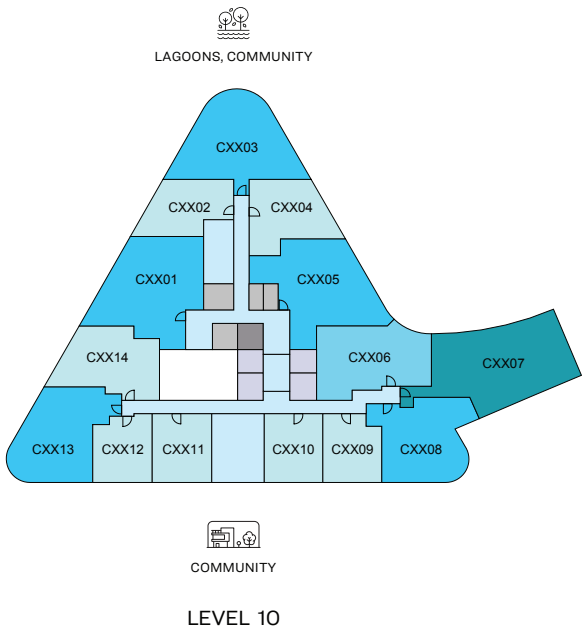 LAGOONS, COMMUNITY
CXX03
CXX02
CXX04
CXX01
CXX05
CXX14
CXX06
CXX07
CXX13
CXX12
CXX11
CXX10
CXX09
CXX08
COMMUNITY
LEVEL 10